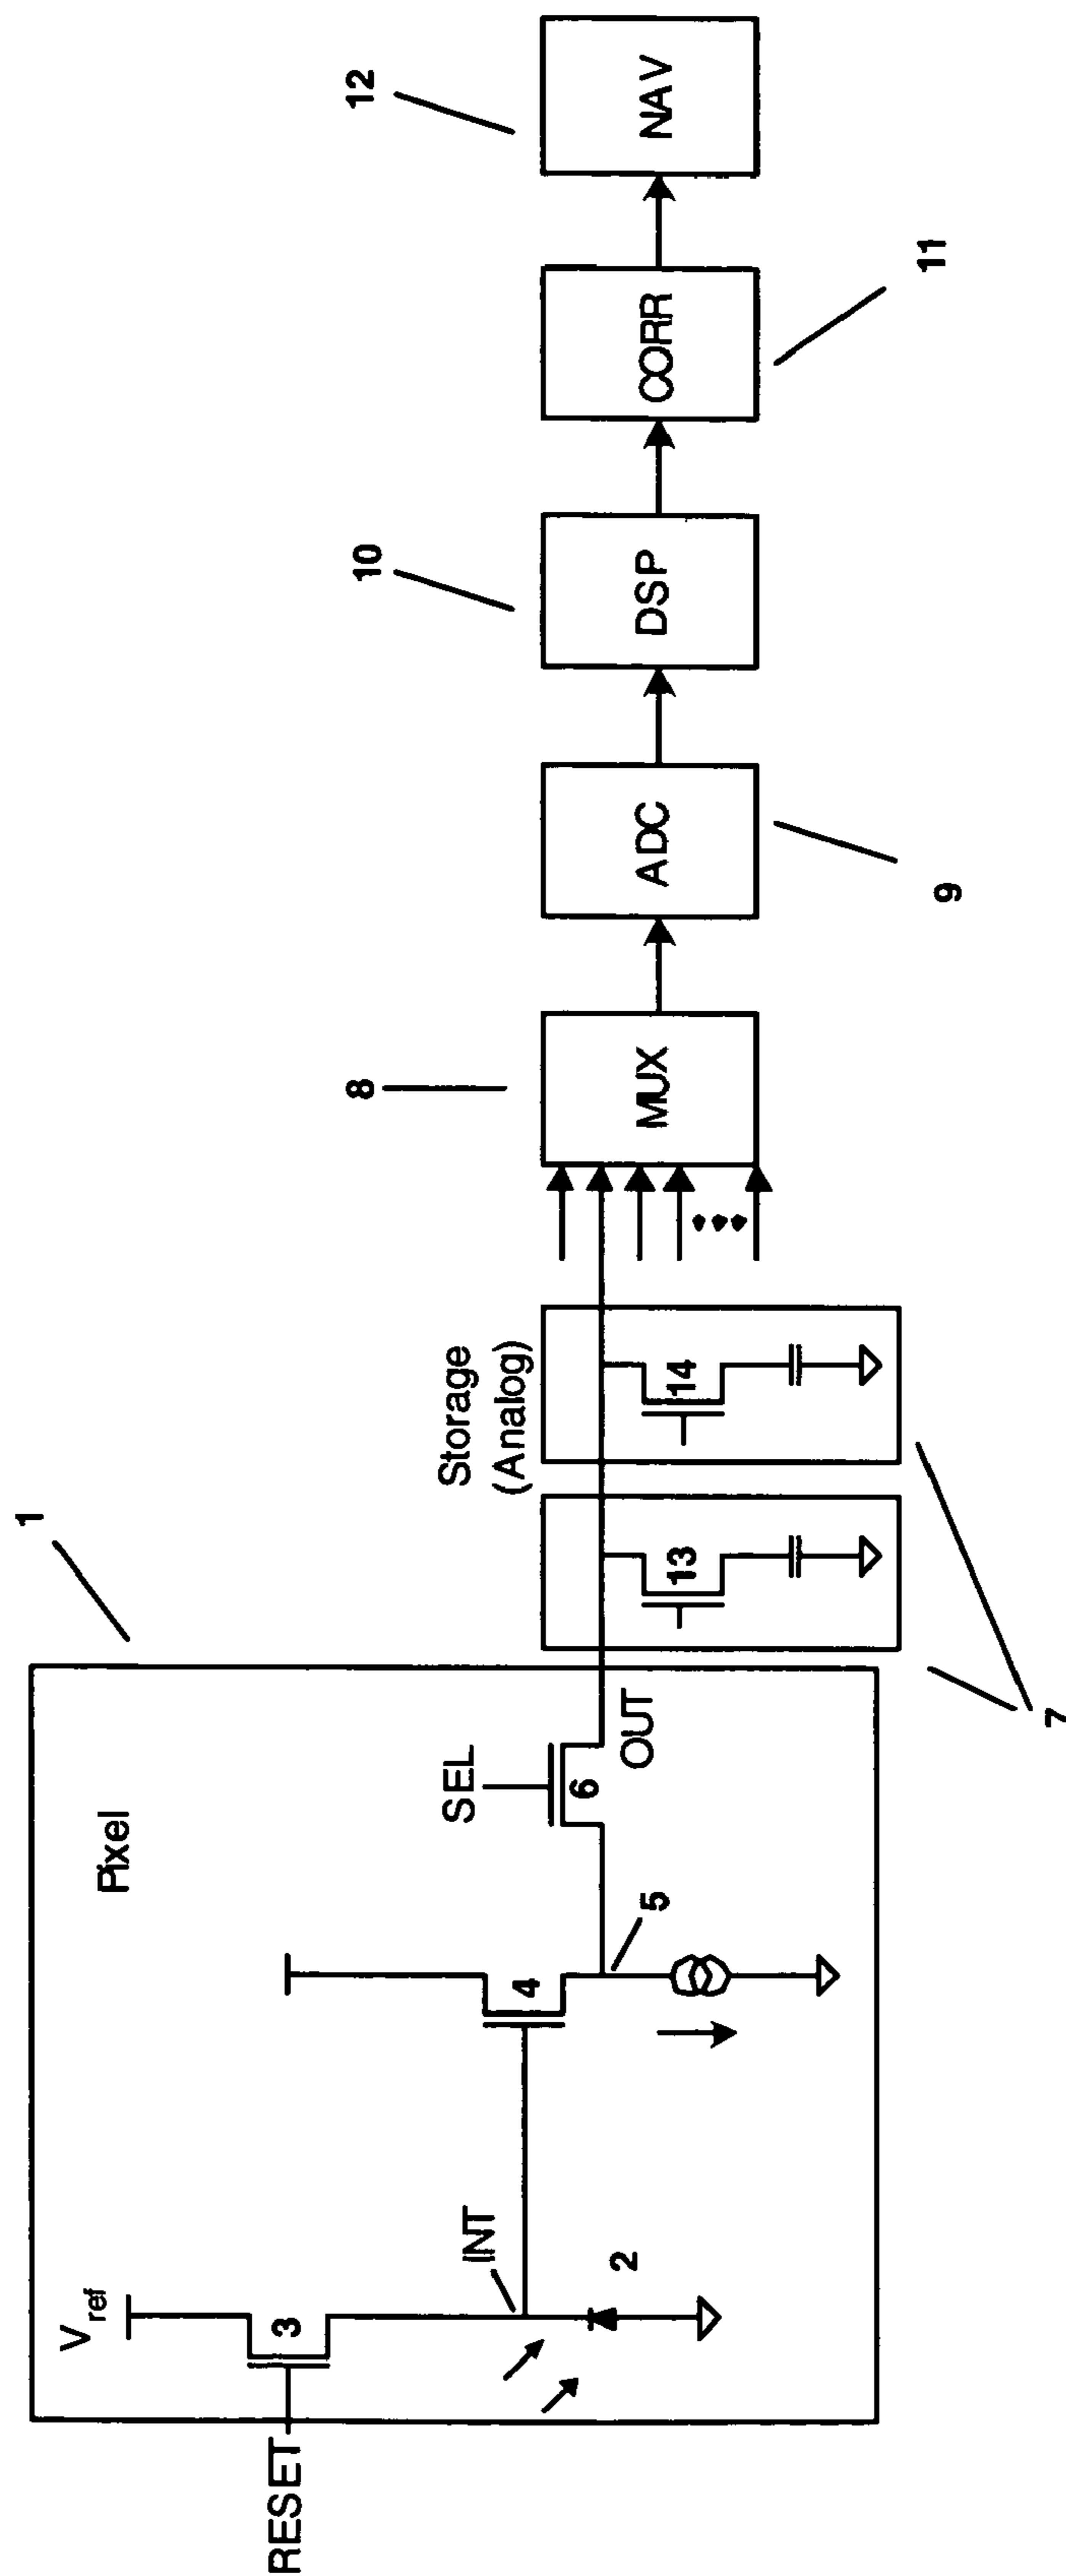 1
Pixel
V_ref
RESET
3
INT
2
4
5
SEL
6
OUT
Storage
(Analog)
13
14
7
8
MUX
ADC
9
10
DSP
CORR
11
12
NAV